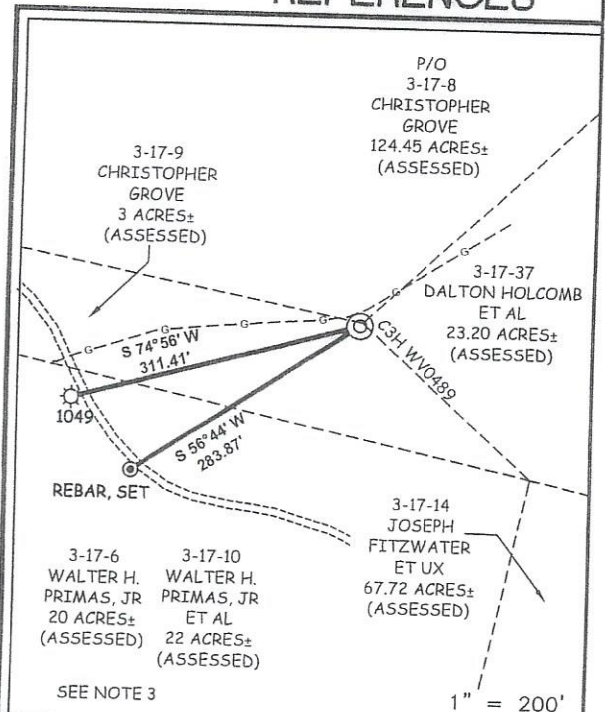 REFERENCES
P/O
3-17-8
CHRISTOPHER
GROVE
124.45 ACRES±
(ASSESSED)
3-17-9
CHRISTOPHER
GROVE
3 ACRES±
(ASSESSED)
3-17-37
DALTON HOLCOMB
ET AL
23.20 ACRES±
(ASSESSED)
G
G
G
G
G
G
C3H WV0489
S 74°56' W
311.41'
1049
S 56°44' W
283.87'
REBAR, SET
3-17-6
WALTER H.
PRIMAS, JR
20 ACRES±
(ASSESSED)
3-17-10
WALTER H.
PRIMAS, JR
ET AL
22 ACRES±
(ASSESSED)
3-17-14
JOSEPH
FITZWATER
ET UX
67.72 ACRES±
(ASSESSED)
SEE NOTE 3
1" = 200'